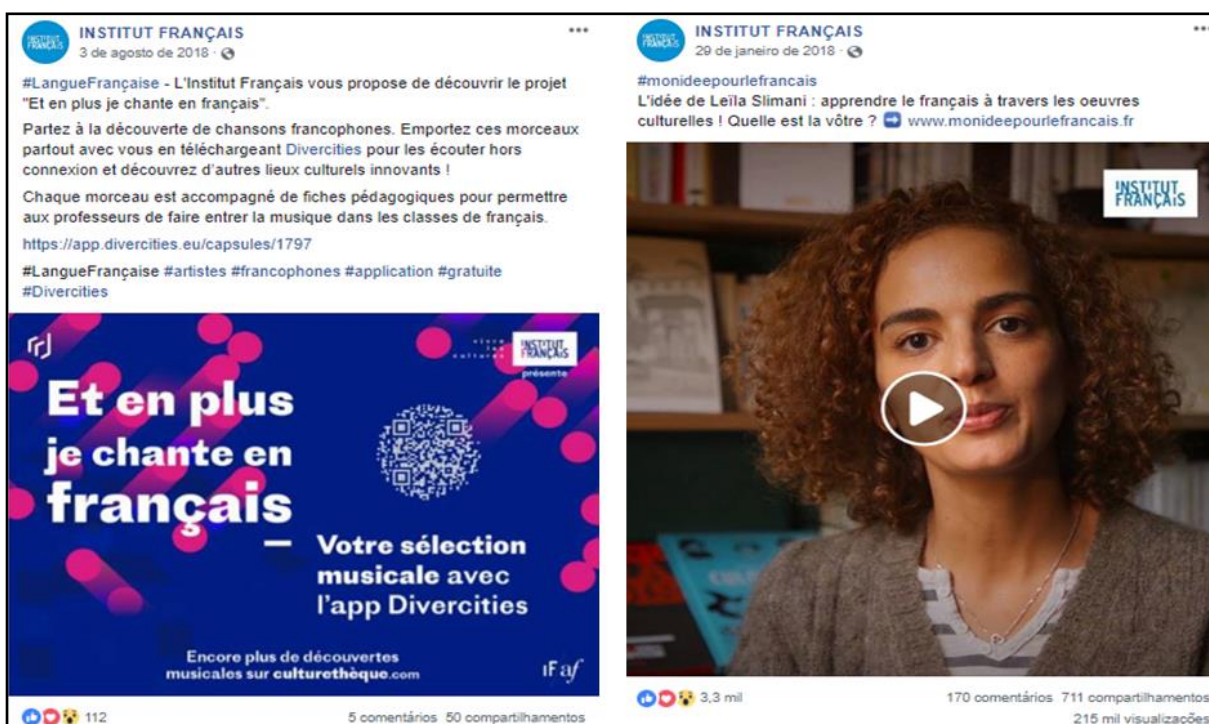 INSTITUT FRANÇAIS
INSTITUT FRANÇAIS
3 de agosto de 2018 ·
#LangueFrançaise - L'Institut Français vous propose de découvrir le projet
"Et en plus je chante en français".
Partez à la découverte de chansons francophones. Emportez ces morceaux
partout avec vous en téléchargeant Divercities pour les écouter hors
connexion et découvrez d'autres lieux culturels innovants !
Chaque morceau est accompagné de fiches pédagogiques pour permettre
aux professeurs de faire entrer la musique dans les classes de français.
https://app.divercities.eu/capsules/1797
#LangueFrançaise #artistes #francophones #application #gratuite
#Divercities
vivre
les
cultures
INSTITUT
FRANÇAIS
présente
Et en plus
je chante en
français
Votre sélection
musicale avec
l'app Divercities
Encore plus de découvertes
musicales sur culturethèque.com
IF af
112
5 comentários 50 compartilhamentos
INSTITUT FRANÇAIS
INSTITUT FRANÇAIS
29 de janeiro de 2018 ·
#monideepourlefrancais
L'idée de Leïla Slimani : apprendre le français à travers les oeuvres
culturelles ! Quelle est la vôtre ? ➡ www.monideepourlefrancais.fr
INSTITUT
FRANÇAIS
3,3 mil
170 comentários 711 compartilhamentos
215 mil visualizações